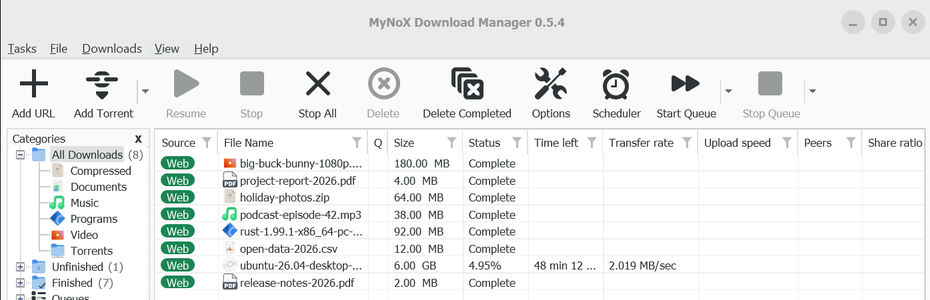 MyNoX Download Manager 0.5.4
Tasks File Downloads View Help
Add URL Add Torrent Resume Stop Stop All Delete Delete Completed Options Scheduler Start Queue Stop Queue
Categories X
Source File Name Q Size Status Time left Transfer rate Upload speed Peers Share ratio
All Downloads (8)
Compressed
Documents
Music
Programs
Video
Torrents
Unfinished (1)
Finished (7)
Queues
Web big-buck-bunny-1080p.... 180.00 MB Complete
Web project-report-2026.pdf 4.00 MB Complete
Web holiday-photos.zip 64.00 MB Complete
Web podcast-episode-42.mp3 38.00 MB Complete
Web rust-1.99.1-x86_64-pc-... 92.00 MB Complete
Web open-data-2026.csv 12.00 MB Complete
Web ubuntu-26.04-desktop-... 6.00 GB 4.95% 48 min 12 ... 2.019 MB/sec
Web release-notes-2026.pdf 2.00 MB Complete